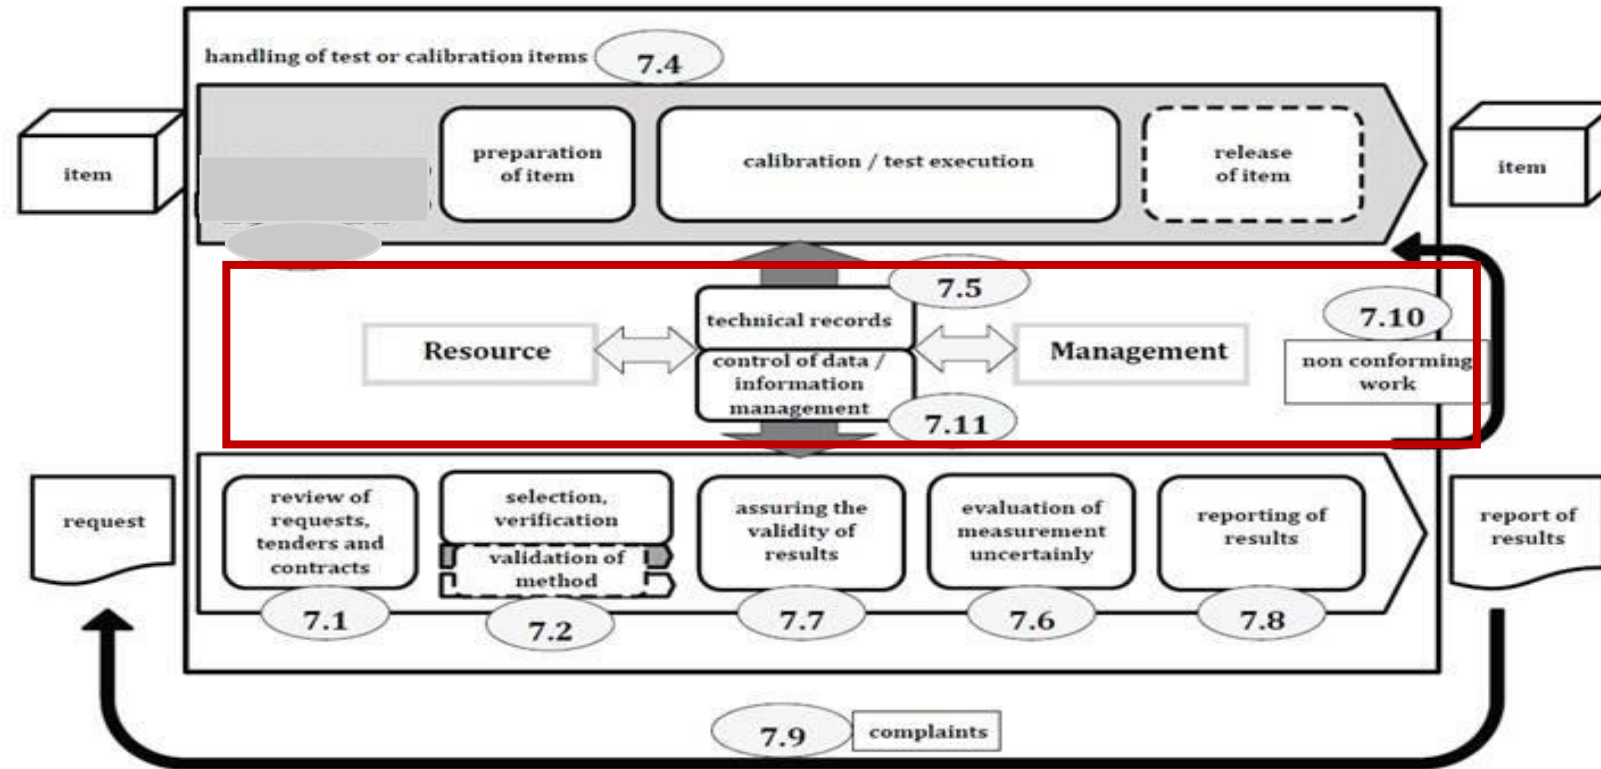 handling of test or calibration items
7.4
item
preparation
of item
calibration / test execution
release
of item
item
7.5
technical records
Resource
Management
control of data /
information
management
7.11
7.10
non conforming
work
request
review of
requests,
tenders and
contracts
7.1
selection,
verification
validation of
method
7.2
assuring the
validity of
results
7.7
evaluation of
measurement
uncertainly
7.6
reporting of
results
7.8
report of
results
7.9
complaints